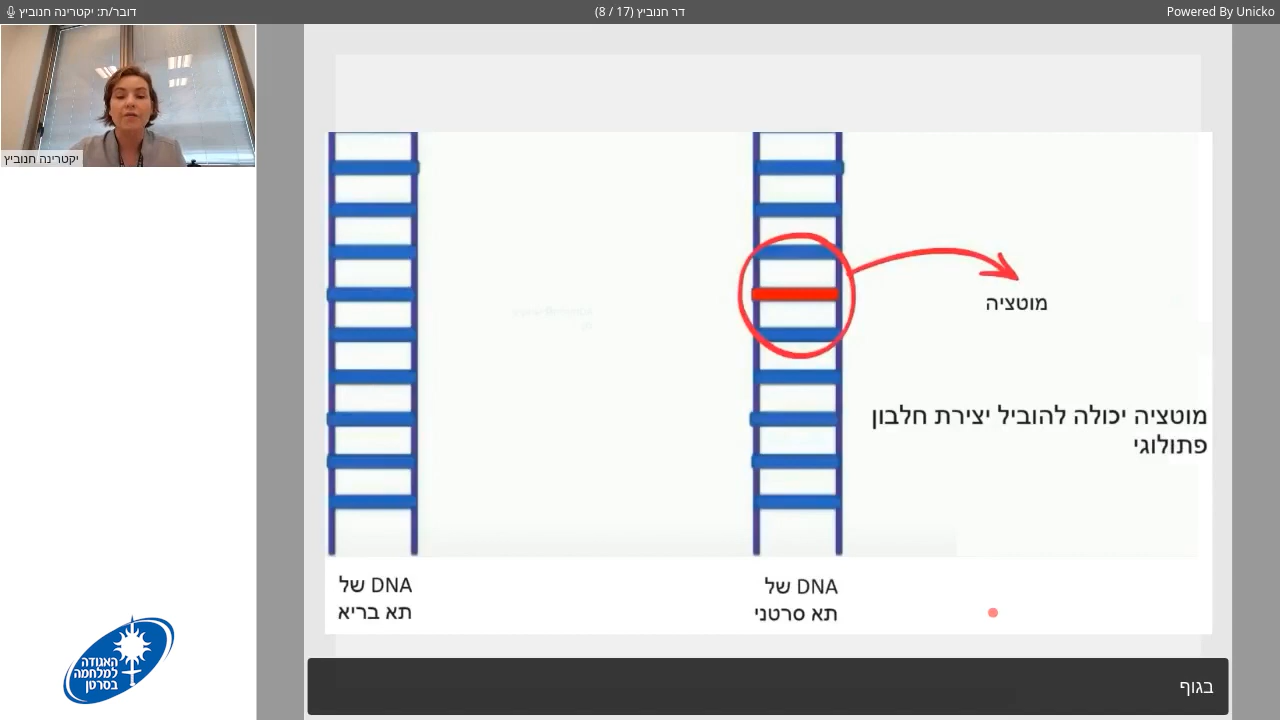 דובר/ת: יקטרינה חנוביץ
דר חנוביץ (17 / 8)
Powered By Unicko
יקטרינה חנוביץ
מוטציה
מוטציה יכולה להוביל יצירת חלבון
פתולוגי
DNA של
תא בריא
DNA של
תא סרטני
האגודה
למלחמה
בסרטן
בגוף